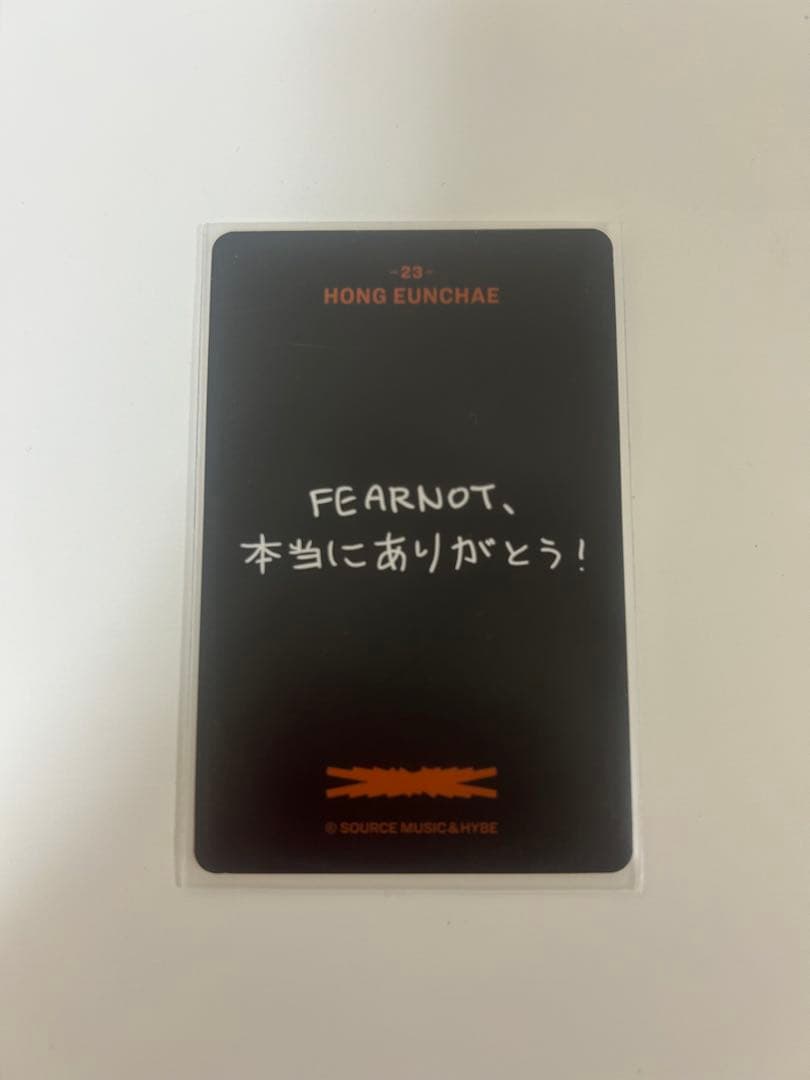 -23-
HONG EUNCHAE
FEARNOT、
本当にありがとう!
© SOURCE MUSIC & HYBE